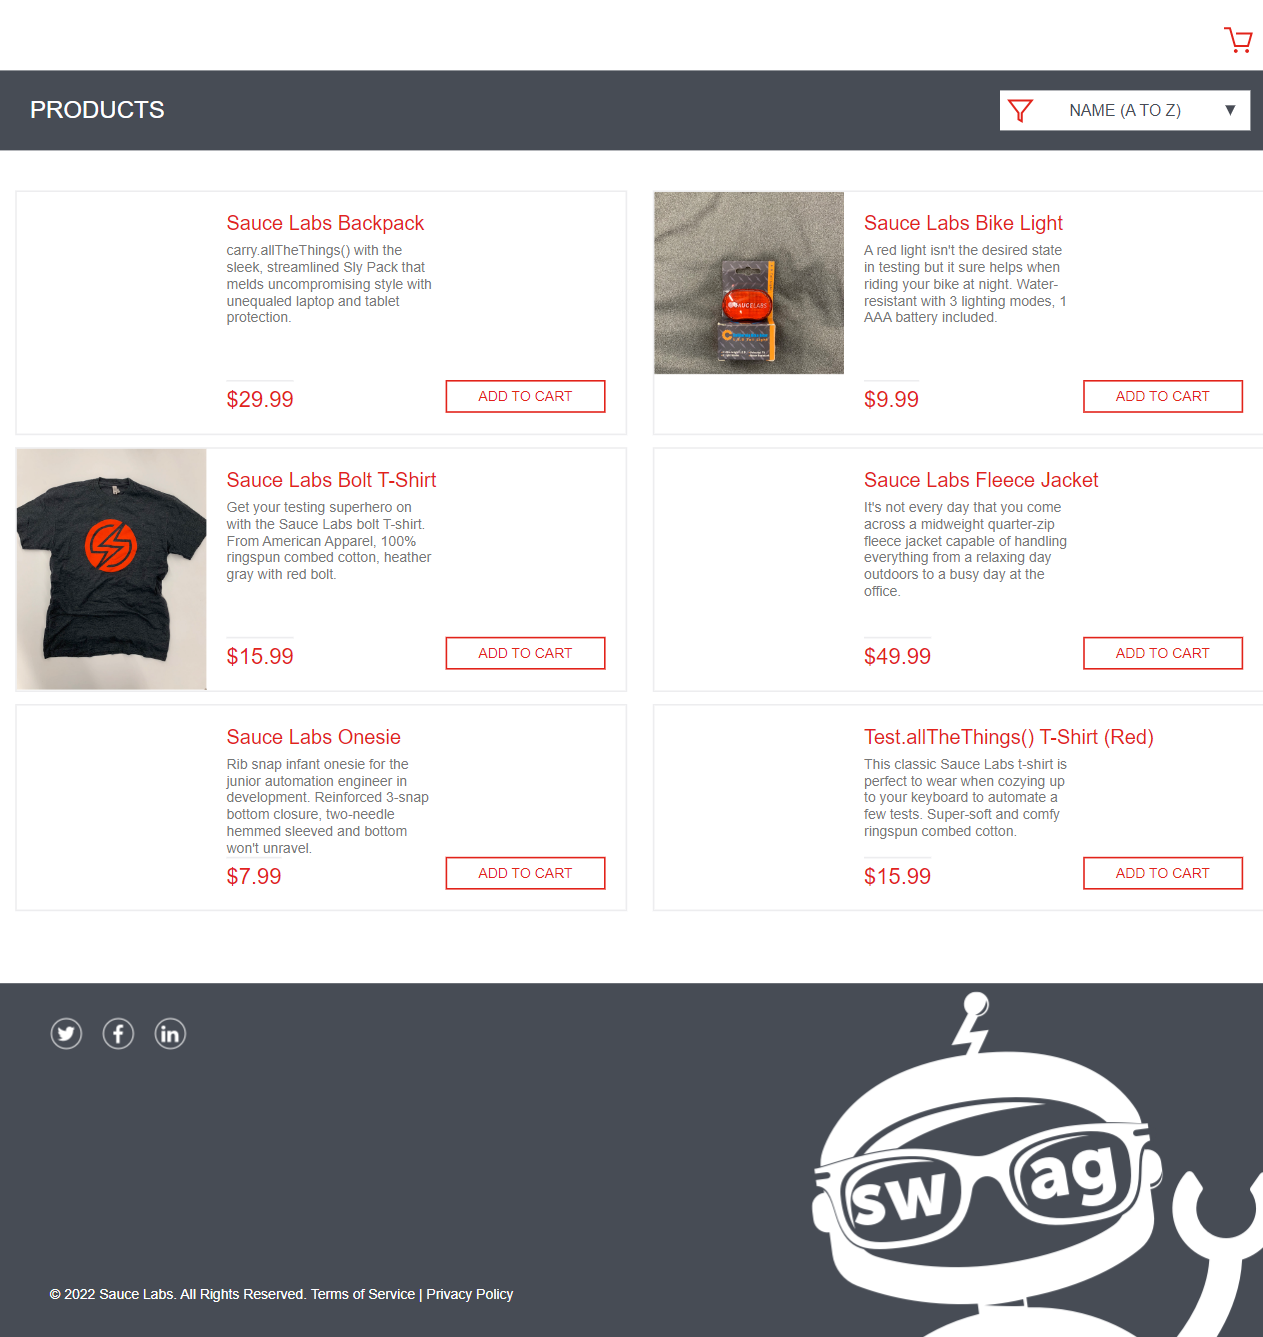 PRODUCTS
NAME (A TO Z)
Sauce Labs Backpack
carry.allTheThings() with the
sleek, streamlined Sly Pack that
melds uncompromising style with
unequaled laptop and tablet
protection.
$29.99
ADD TO CART
Sauce Labs Bike Light
A red light isn't the desired state
in testing but it sure helps when
riding your bike at night. Water-
resistant with 3 lighting modes, 1
AAA battery included.
$9.99
ADD TO CART
SAUCELABS
Sauce Labs Bolt T-Shirt
Get your testing superhero on
with the Sauce Labs bolt T-shirt.
From American Apparel, 100%
ringspun combed cotton, heather
gray with red bolt.
$15.99
ADD TO CART
Sauce Labs Fleece Jacket
It's not every day that you come
across a midweight quarter-zip
fleece jacket capable of handling
everything from a relaxing day
outdoors to a busy day at the
office.
$49.99
ADD TO CART
Sauce Labs Onesie
Rib snap infant onesie for the
junior automation engineer in
development. Reinforced 3-snap
bottom closure, two-needle
hemmed sleeved and bottom
won't unravel.
$7.99
ADD TO CART
Test.allTheThings() T-Shirt (Red)
This classic Sauce Labs t-shirt is
perfect to wear when cozying up
to your keyboard to automate a
few tests. Super-soft and comfy
ringspun combed cotton.
$15.99
ADD TO CART
sw ag
© 2022 Sauce Labs. All Rights Reserved. Terms of Service | Privacy Policy